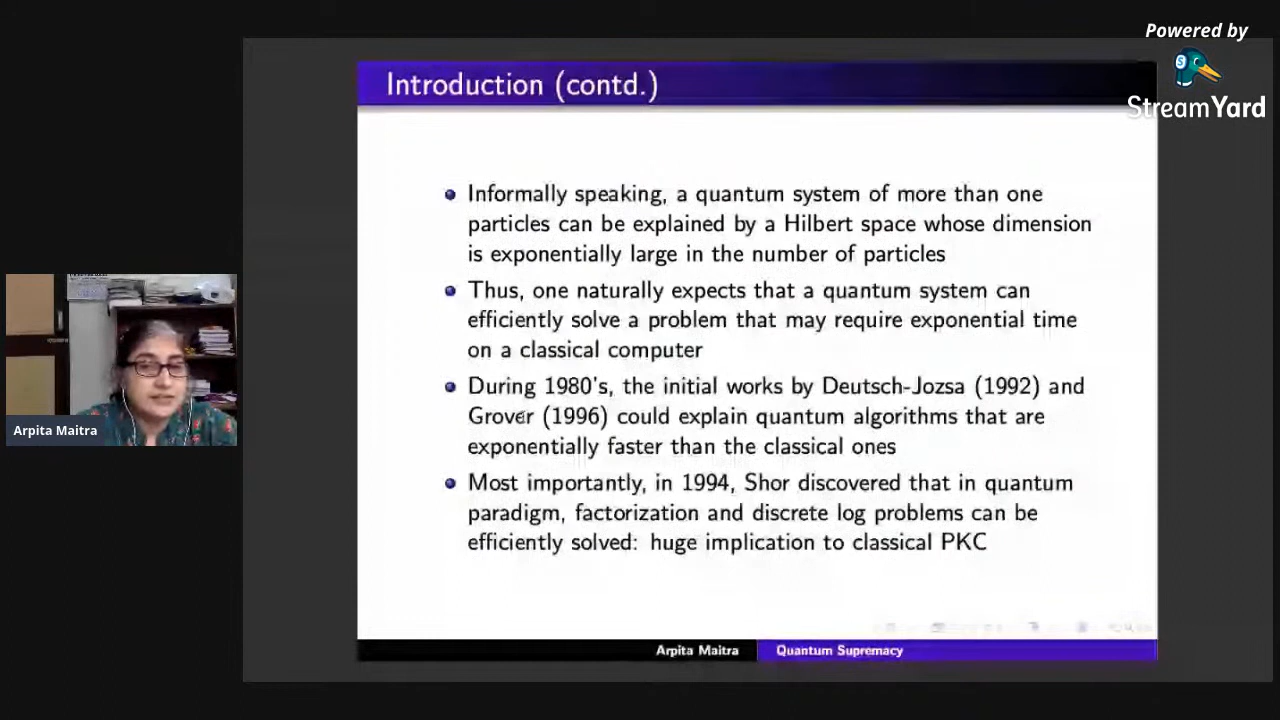 Powered by
StreamYard
Introduction (contd.)
Informally speaking, a quantum system of more than one
particles can be explained by a Hilbert space whose dimension
is exponentially large in the number of particles
Thus, one naturally expects that a quantum system can
efficiently solve a problem that may require exponential time
on a classical computer
During 1980's, the initial works by Deutsch-Jozsa (1992) and
Grover (1996) could explain quantum algorithms that are
exponentially faster than the classical ones
Most importantly, in 1994, Shor discovered that in quantum
paradigm, factorization and discrete log problems can be
efficiently solved: huge implication to classical PKC
Arpita Maitra
Arpita Maitra
Quantum Supremacy